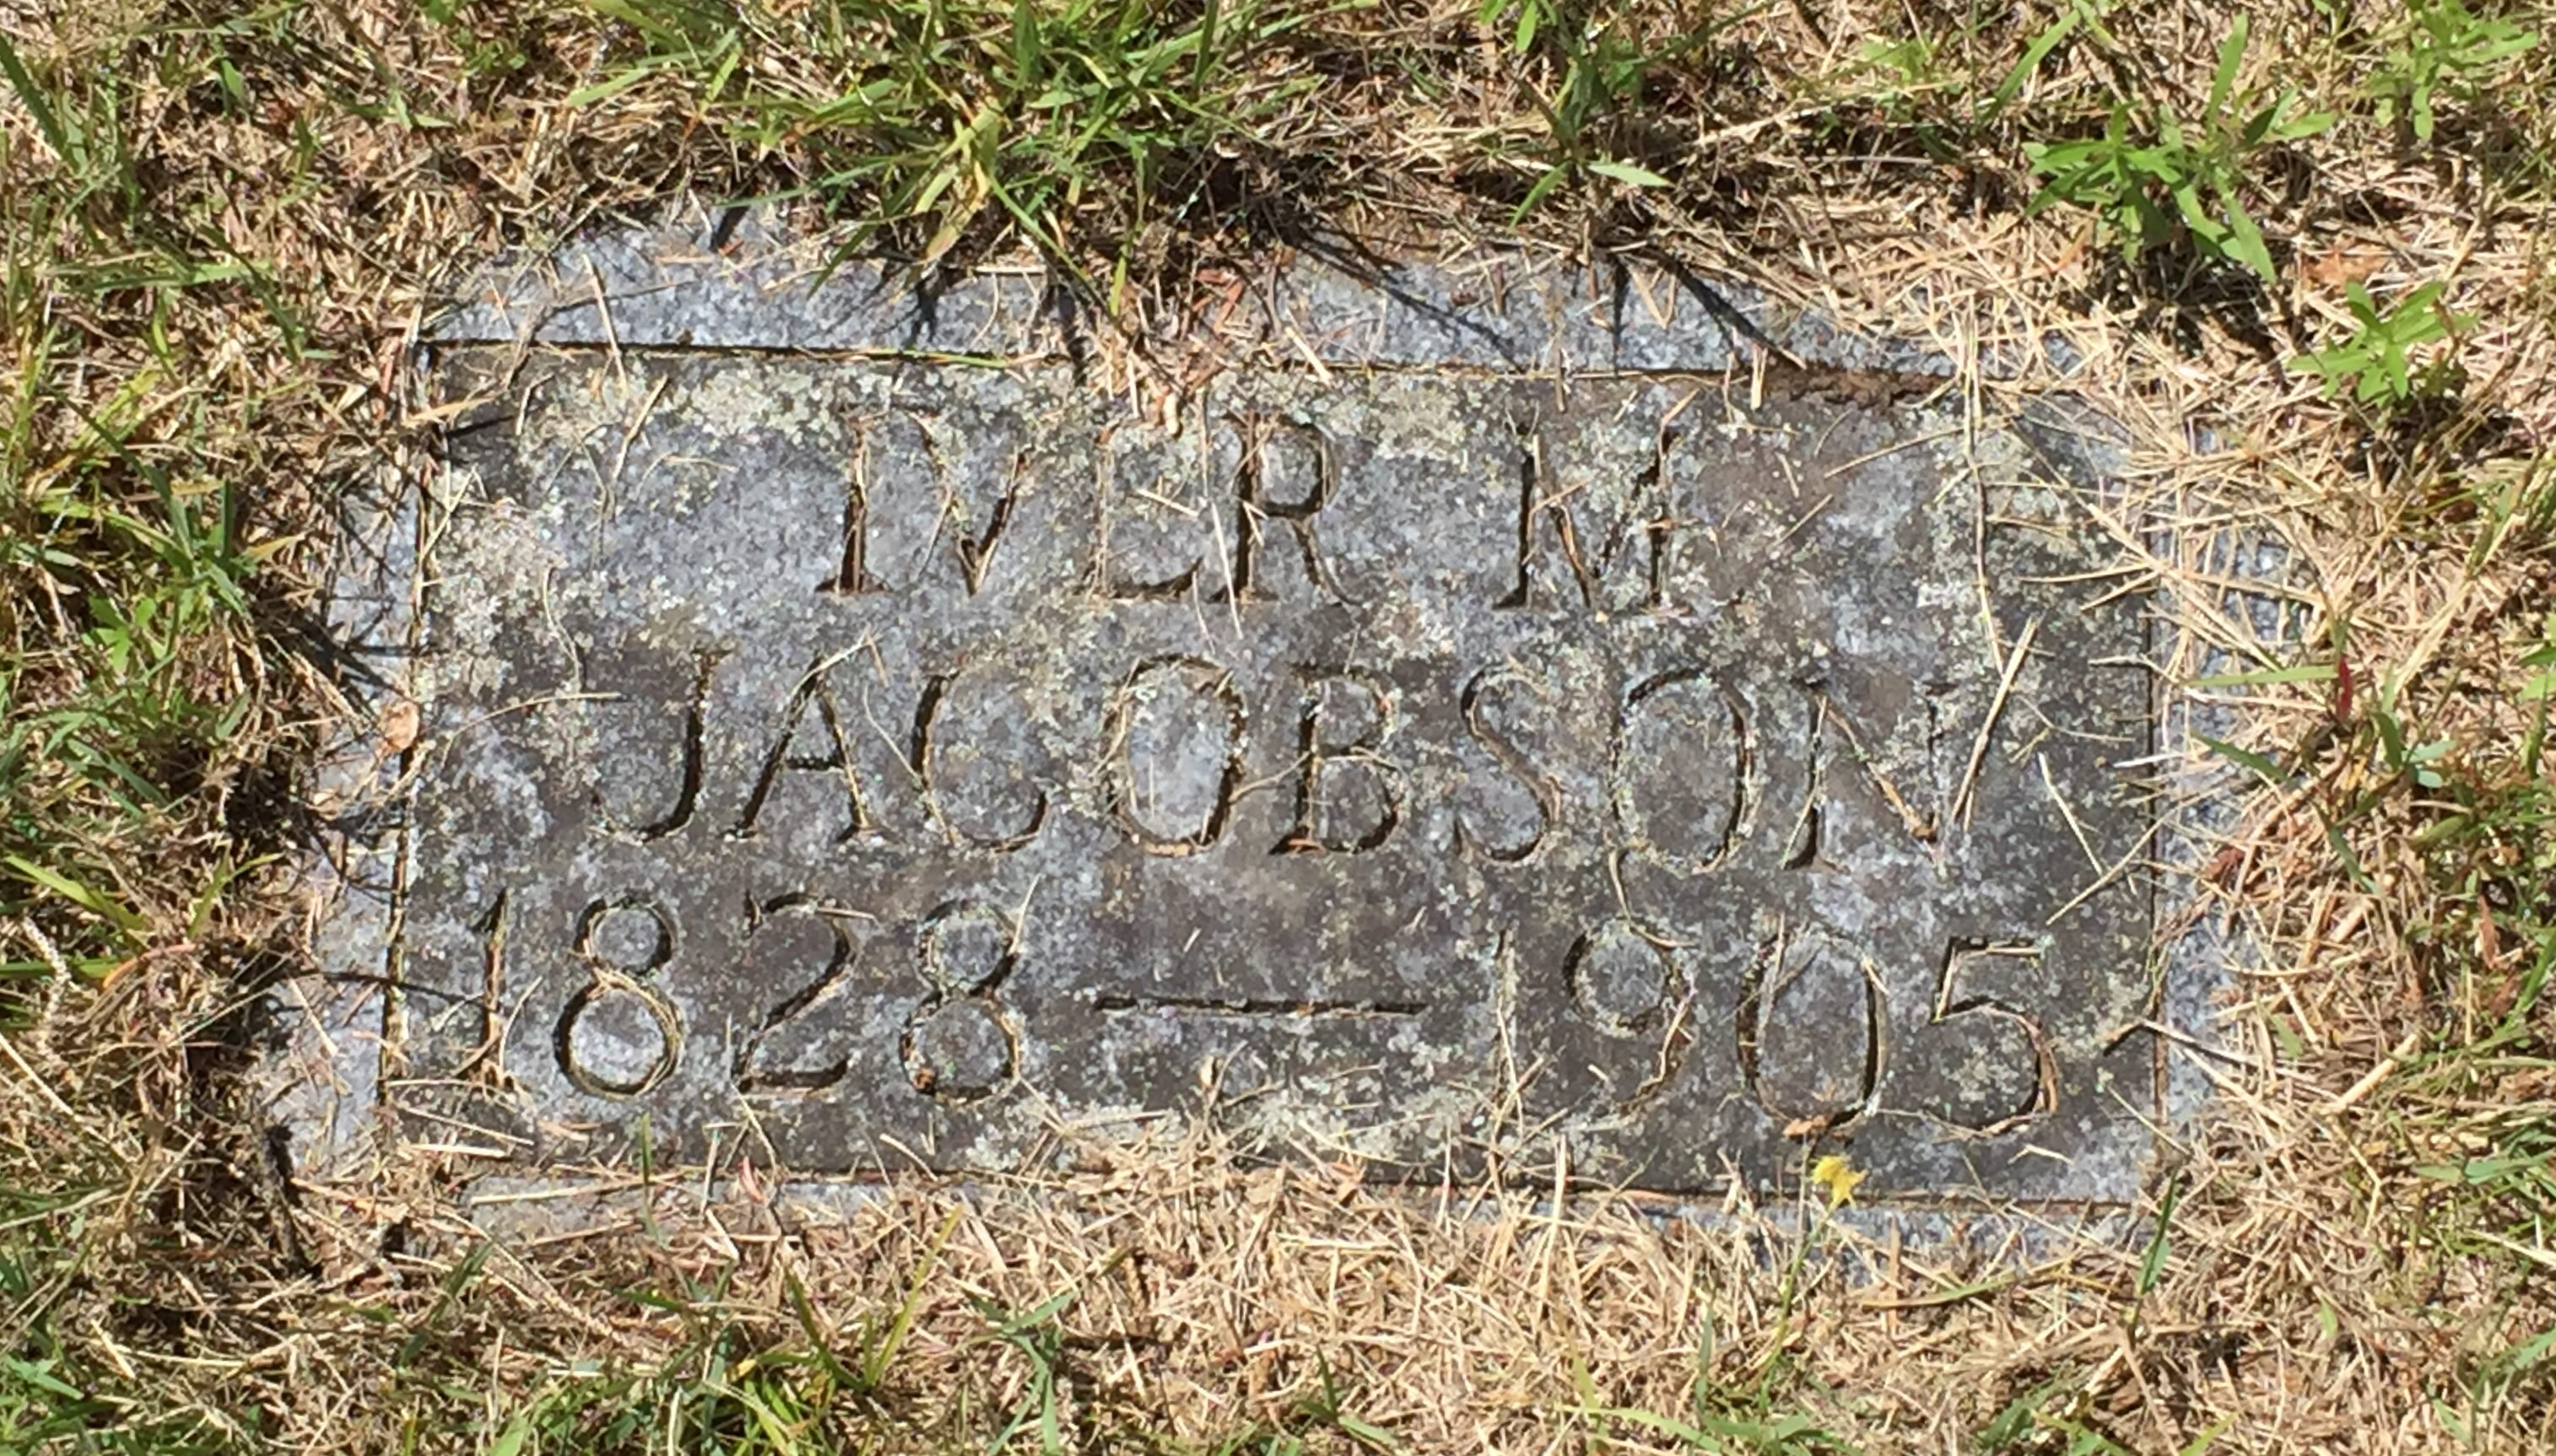 IVER M
JACOBSON
1828 — 1905